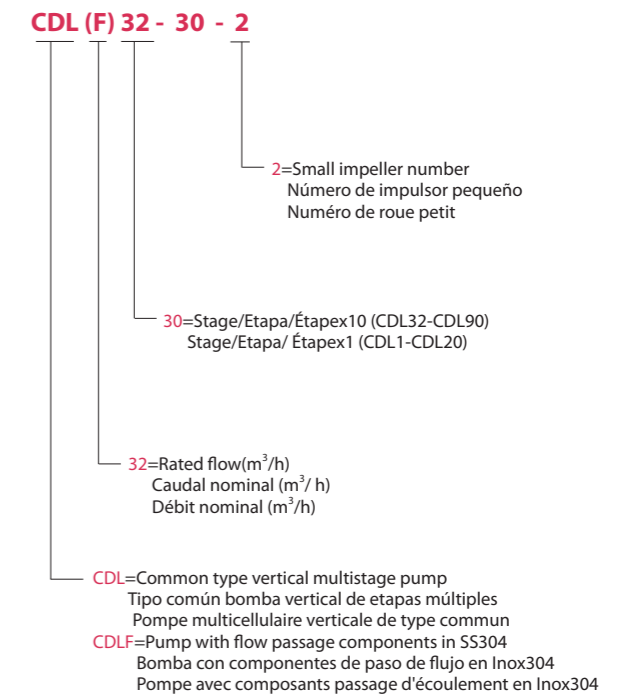 CDL (F) 32 - 30 - 2
2=Small impeller number
Número de impulsor pequeño
Numéro de roue petit
30=Stage/Etapa/Étapex10 (CDL32-CDL90)
Stage/Etapa/ Étapex1 (CDL1-CDL20)
32=Rated flow(m³/h)
Caudal nominal (m³/ h)
Débit nominal (m³/h)
CDL=Common type vertical multistage pump
Tipo común bomba vertical de etapas múltiples
Pompe multicellulaire verticale de type commun
CDLF=Pump with flow passage components in SS304
Bomba con componentes de paso de flujo en Inox304
Pompe avec composants passage d'écoulement en Inox304